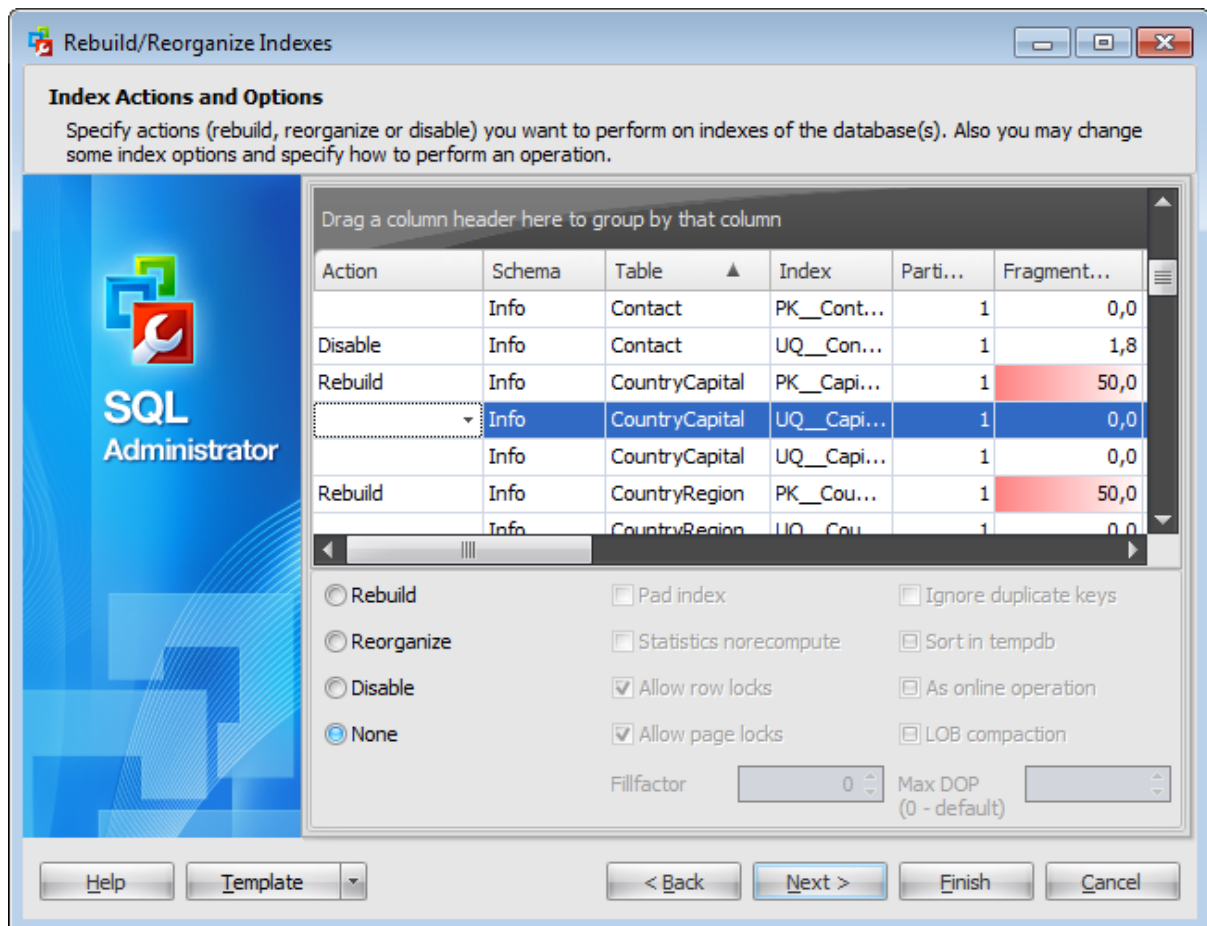 Rebuild/Reorganize Indexes
Index Actions and Options
Specify actions (rebuild, reorganize or disable) you want to perform on indexes of the database(s). Also you may change
some index options and specify how to perform an operation.
SQL
Administrator
Drag a column header here to group by that column
Action Schema Table Index Parti... Fragment...
Info Contact PK__Cont... 1 0,0
Disable Info Contact UQ__Con... 1 1,8
Rebuild Info CountryCapital PK__Capi... 1 50,0
Info CountryCapital UQ__Capi... 1 0,0
Info CountryCapital UQ__Capi... 1 0,0
Rebuild Info CountryRegion PK__Cou... 1 50,0
Info CountryRegion UQ__Cou... 1 0,0
Rebuild Pad index Ignore duplicate keys
Reorganize Statistics norecompute Sort in tempdb
Disable Allow row locks As online operation
None Allow page locks LOB compaction
Fillfactor 0 Max DOP
(0 - default)
Help Template < Back Next > Finish Cancel